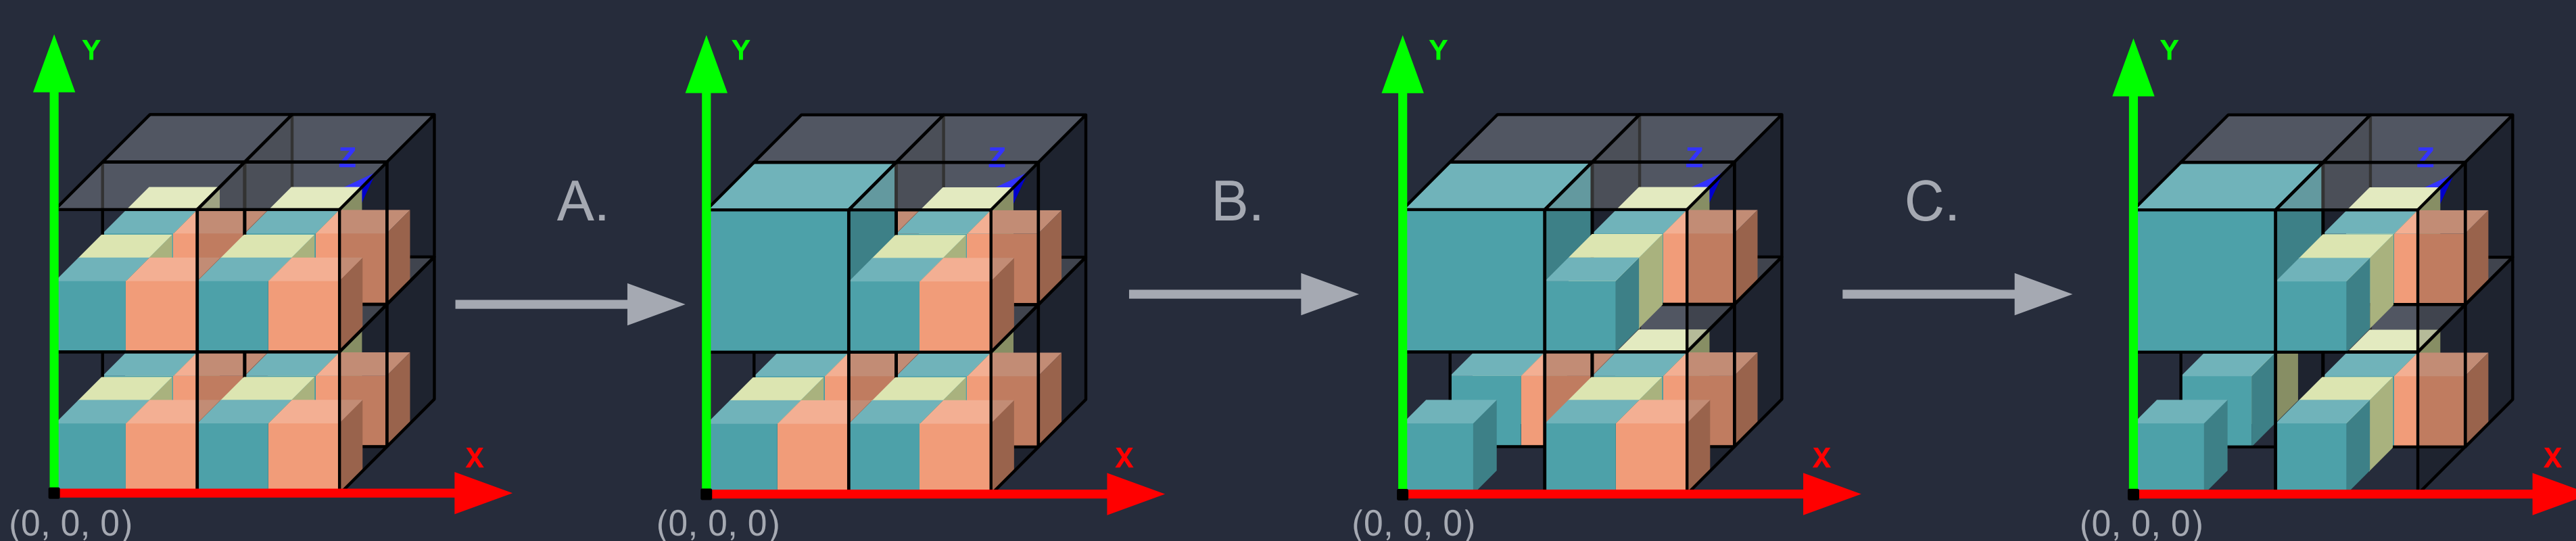 Y
Z
X
(0, 0, 0)
A.
Y
Z
X
(0, 0, 0)
B.
Y
Z
X
(0, 0, 0)
C.
Y
Z
X
(0, 0, 0)